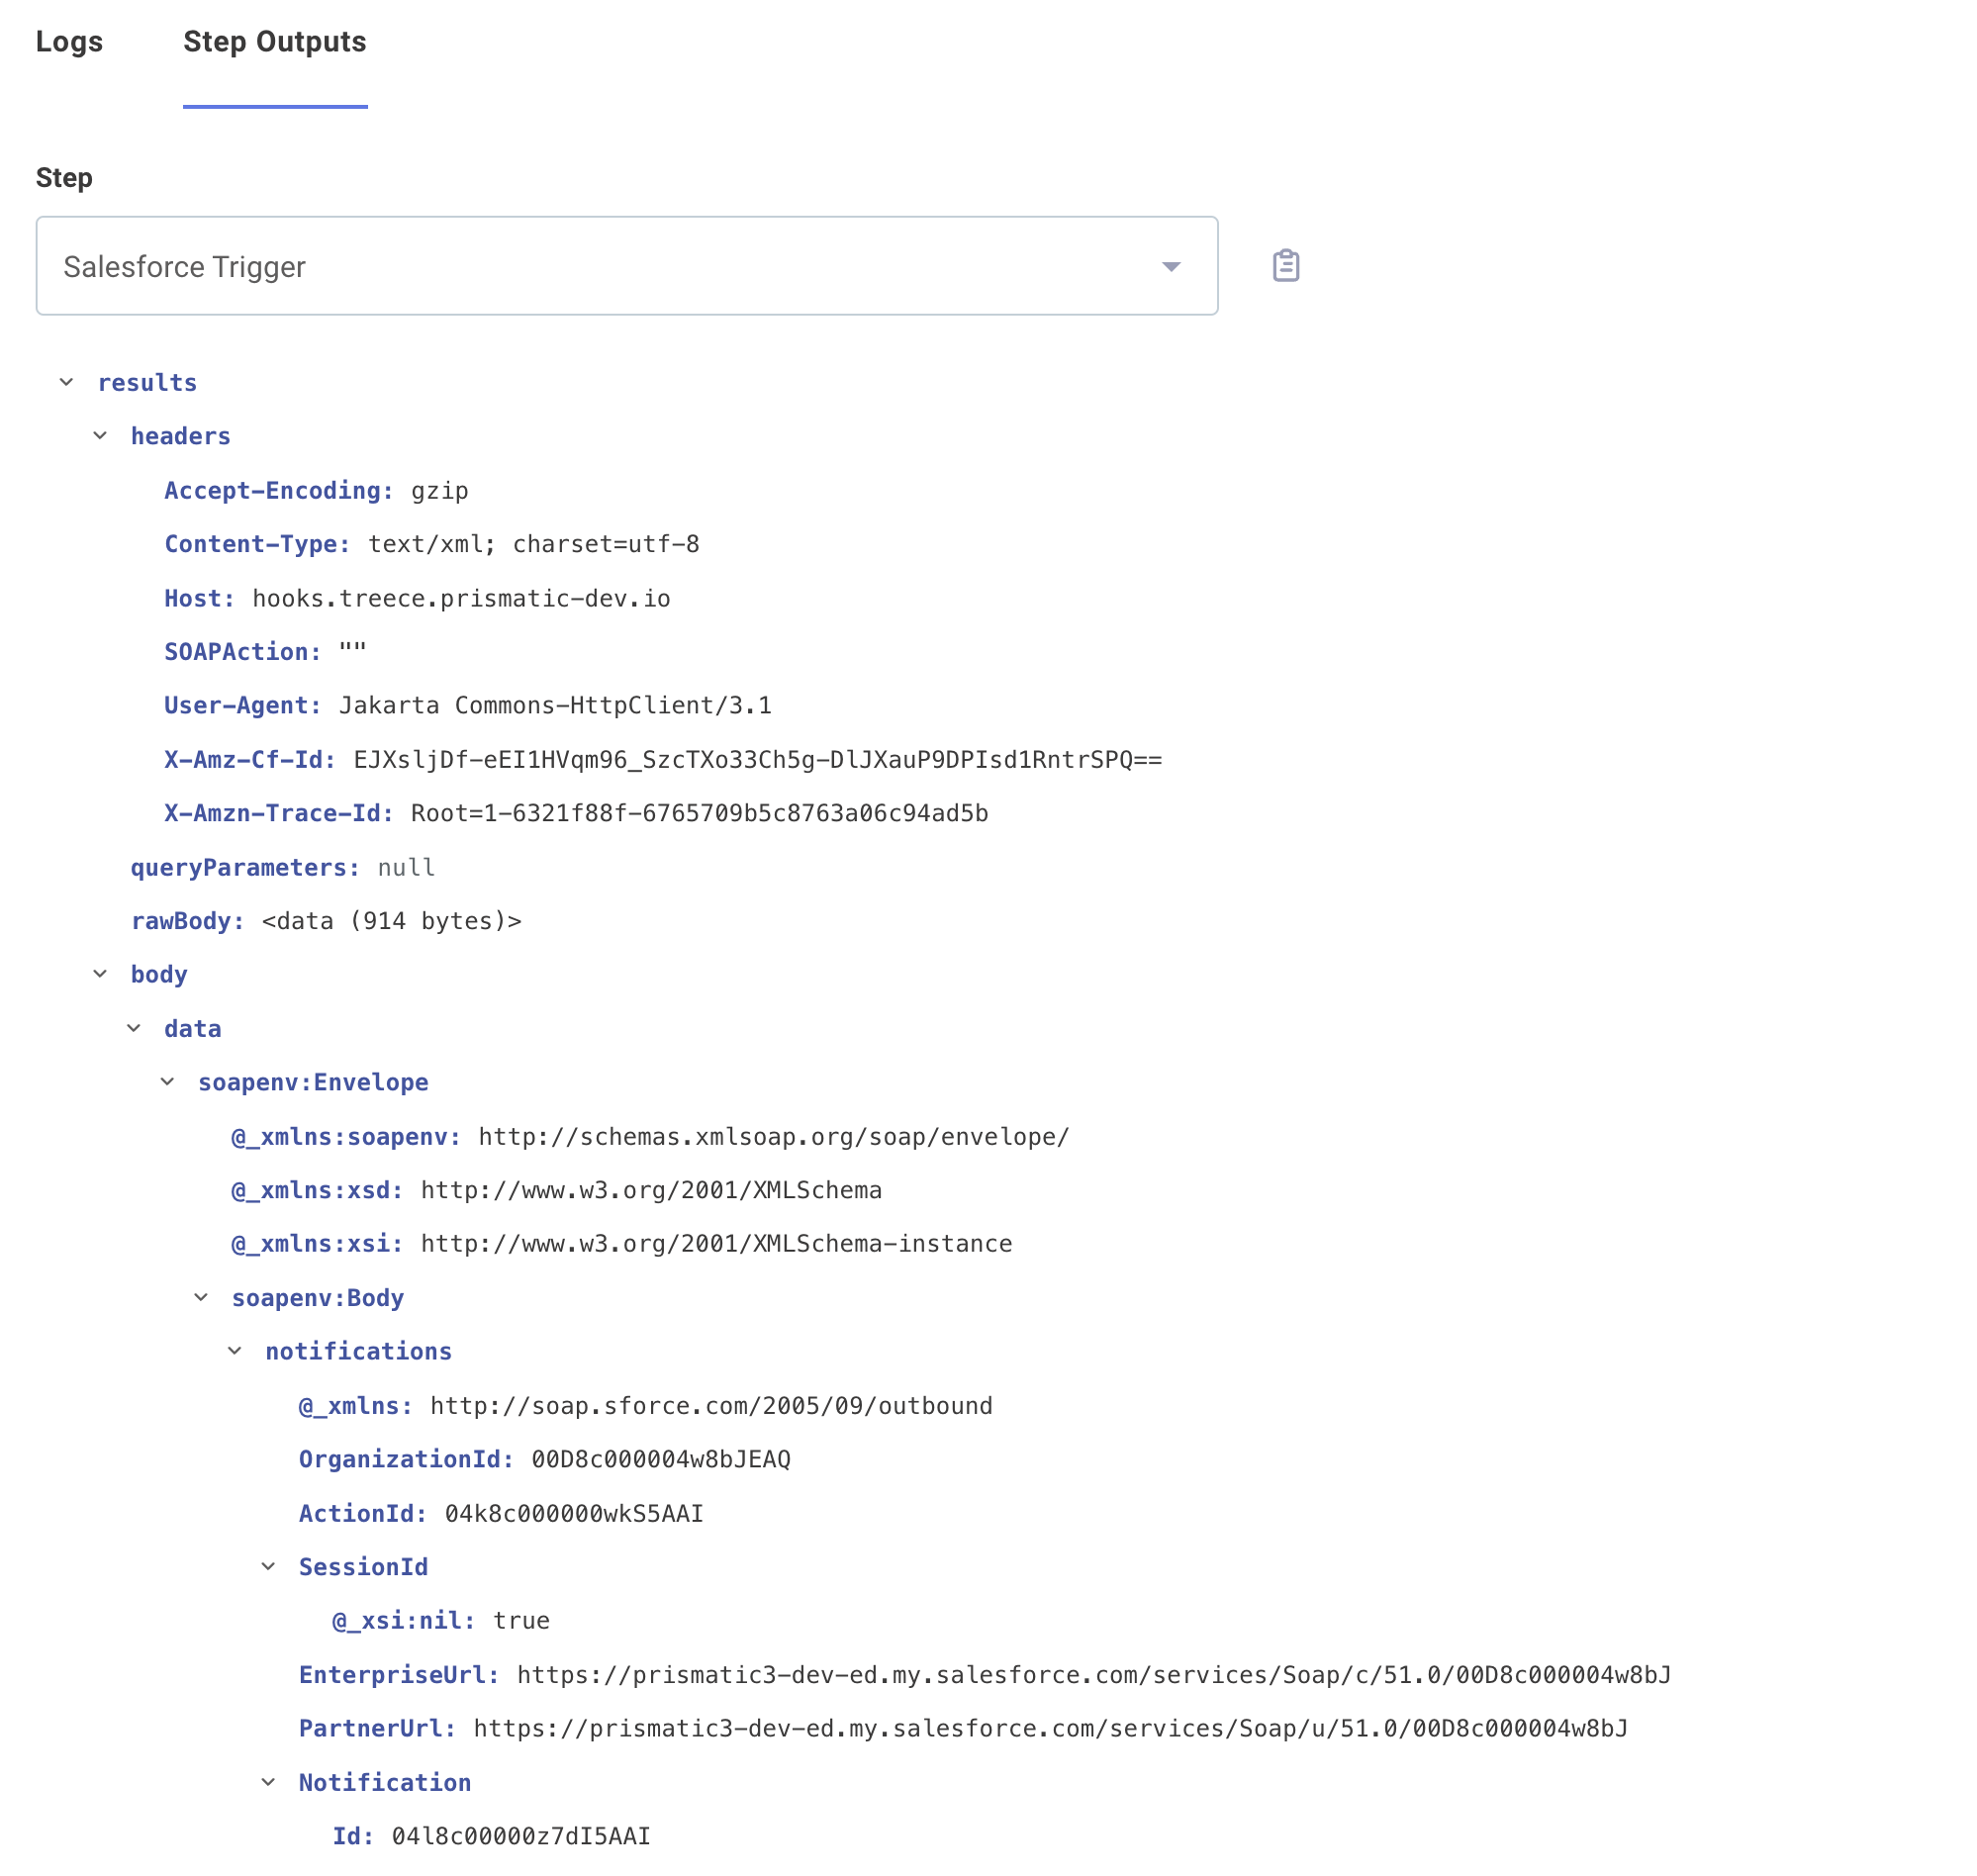 Logs Step Outputs
Step
Salesforce Trigger
results
headers
Accept-Encoding: gzip
Content-Type: text/xml; charset=utf-8
Host: hooks.treece.prismatic-dev.io
SOAPAction: ""
User-Agent: Jakarta Commons-HttpClient/3.1
X-Amz-Cf-Id: EJXsljDf-eEI1HVqm96_SzcTXo33Ch5g-DlJXauP9DPIsd1RntrSPQ==
X-Amzn-Trace-Id: Root=1-6321f88f-6765709b5c8763a06c94ad5b
queryParameters: null
rawBody: <data (914 bytes)>
body
data
soapenv:Envelope
@_xmlns:soapenv: http://schemas.xmlsoap.org/soap/envelope/
@_xmlns:xsd: http://www.w3.org/2001/XMLSchema
@_xmlns:xsi: http://www.w3.org/2001/XMLSchema-instance
soapenv:Body
notifications
@_xmlns: http://soap.sforce.com/2005/09/outbound
OrganizationId: 00D8c000004w8bJEAQ
ActionId: 04k8c000000wkS5AAI
SessionId
@_xsi:nil: true
EnterpriseUrl: https://prismatic3-dev-ed.my.salesforce.com/services/Soap/c/51.0/00D8c000004w8bJ
PartnerUrl: https://prismatic3-dev-ed.my.salesforce.com/services/Soap/u/51.0/00D8c000004w8bJ
Notification
Id: 04l8c00000z7dI5AAI